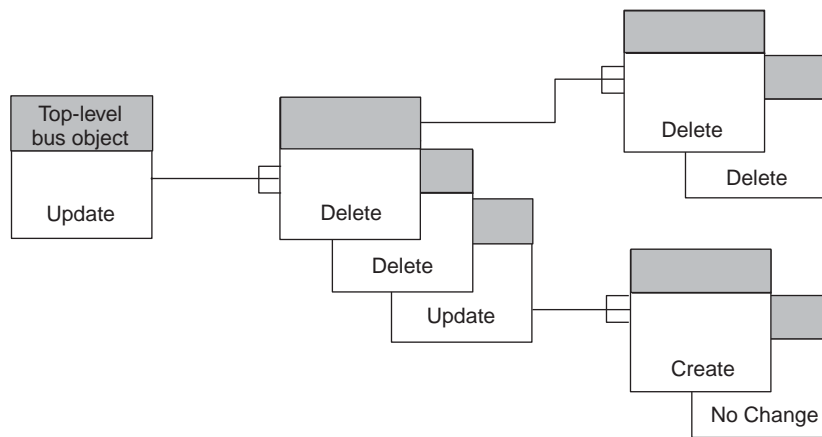 Top-level
bus object
Update
Delete
Delete
Update
Delete
Delete
Create
No Change